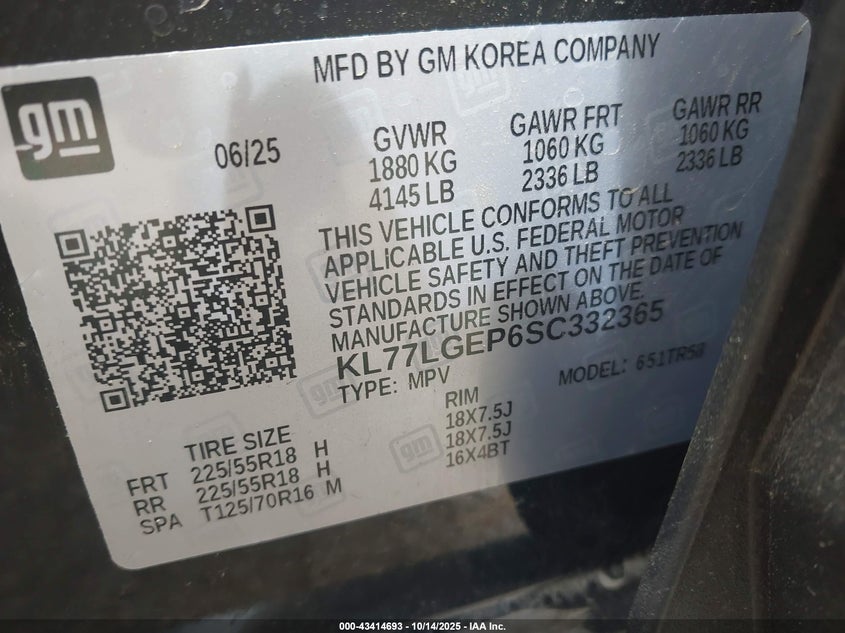 MFD BY GM KOREA COMPANY
gm
06/25
GVWR
1880 KG
4145 LB
GAWR FRT
1060 KG
2336 LB
GAWR RR
1060 KG
2336 LB
THIS VEHICLE CONFORMS TO ALL
APPLICABLE U.S. FEDERAL MOTOR
VEHICLE SAFETY AND THEFT PREVENTION
STANDARDS IN EFFECT ON THE DATE OF
MANUFACTURE SHOWN ABOVE.
KL77LGEP6SC332365
TYPE: MPV
MODEL: 651TR58
TIRE SIZE
RIM
FRT 225/55R18 H 18X7.5J
RR 225/55R18 H 18X7.5J
SPA T125/70R16 M 16X4BT
000-43414693 - 10/14/2025 - IAA Inc.